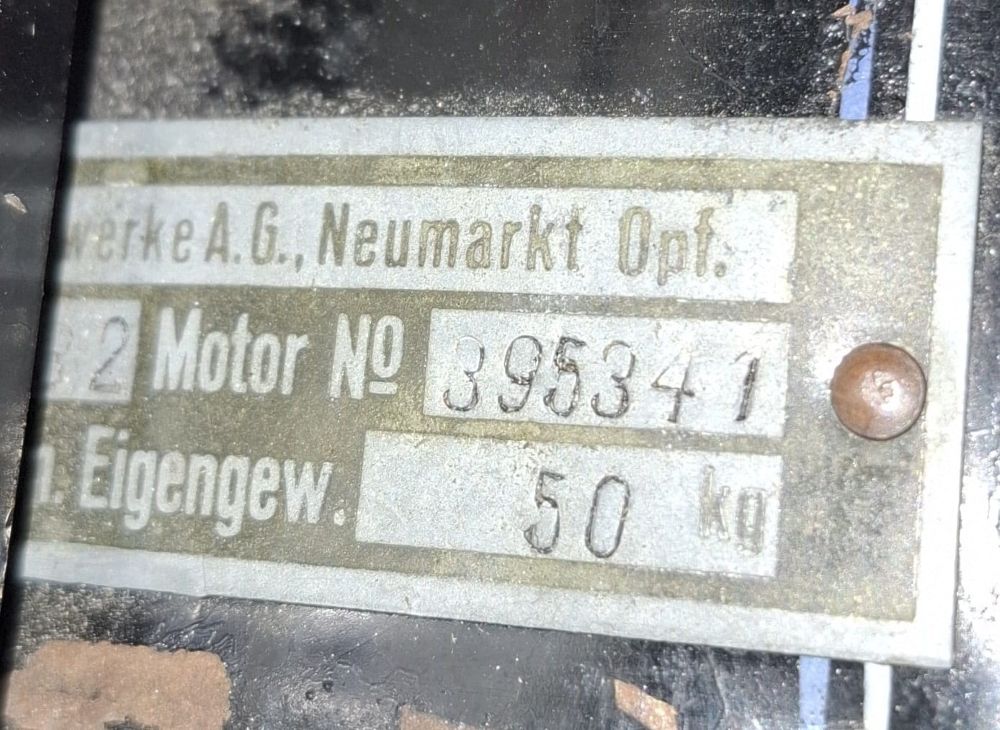 werke A.G., Neumarkt Opf.
2 Motor Nº 395341
. Eigengew. 50 kg